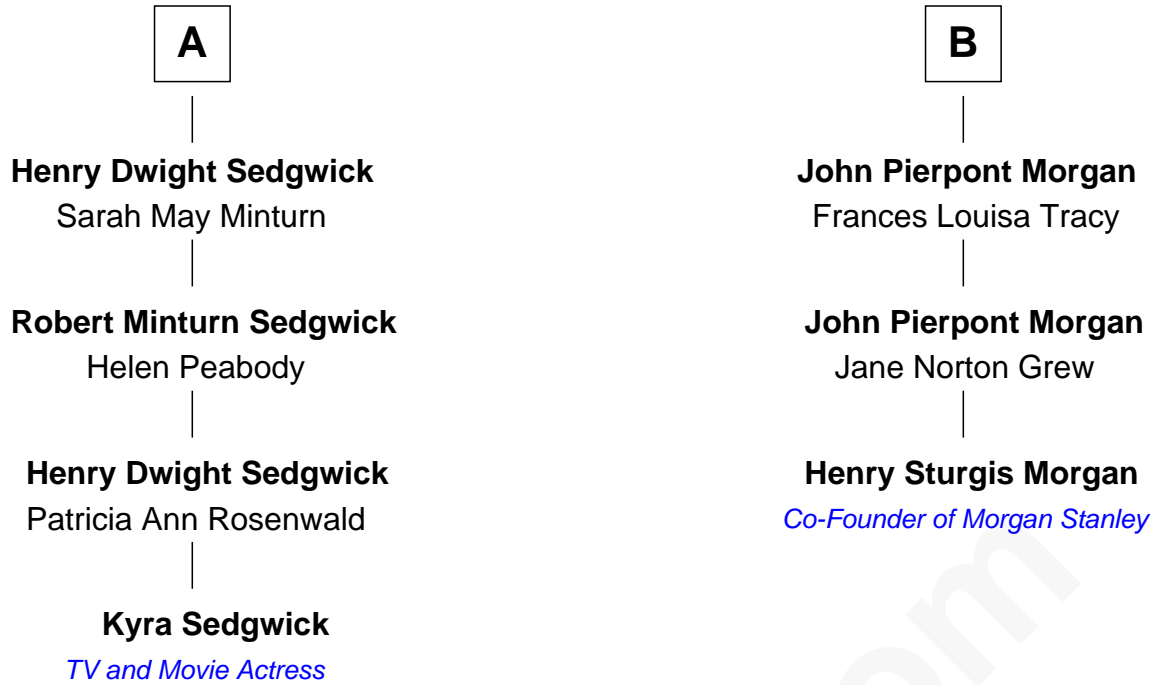 A
Henry Dwight Sedgwick
Sarah May Minturn
Robert Minturn Sedgwick
Helen Peabody
Henry Dwight Sedgwick
Patricia Ann Rosenwald
Kyra Sedgwick
TV and Movie Actress
B
John Pierpont Morgan
Frances Louisa Tracy
John Pierpont Morgan
Jane Norton Grew
Henry Sturgis Morgan
Co-Founder of Morgan Stanley
om